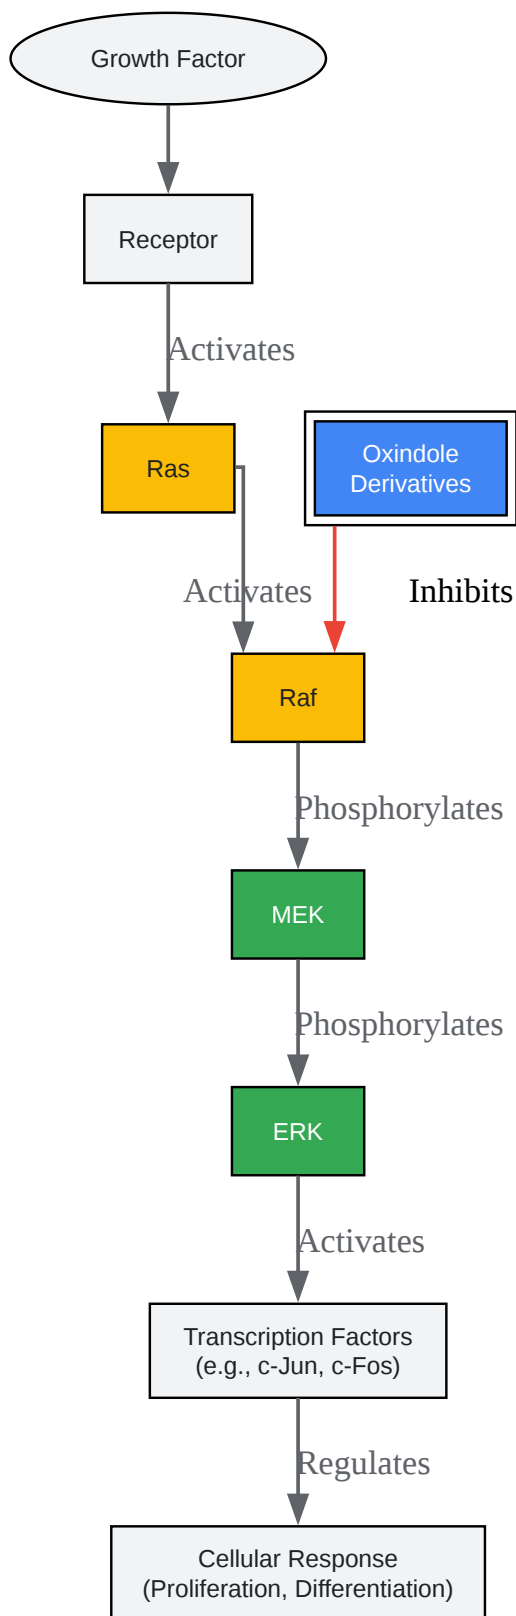 Growth Factor
Receptor
Activates
Ras
Oxindole
Derivatives
Activates
Inhibits
Raf
Phosphorylates
MEK
Phosphorylates
ERK
Activates
Transcription Factors
(e.g., c-Jun, c-Fos)
Regulates
Cellular Response
(Proliferation, Differentiation)